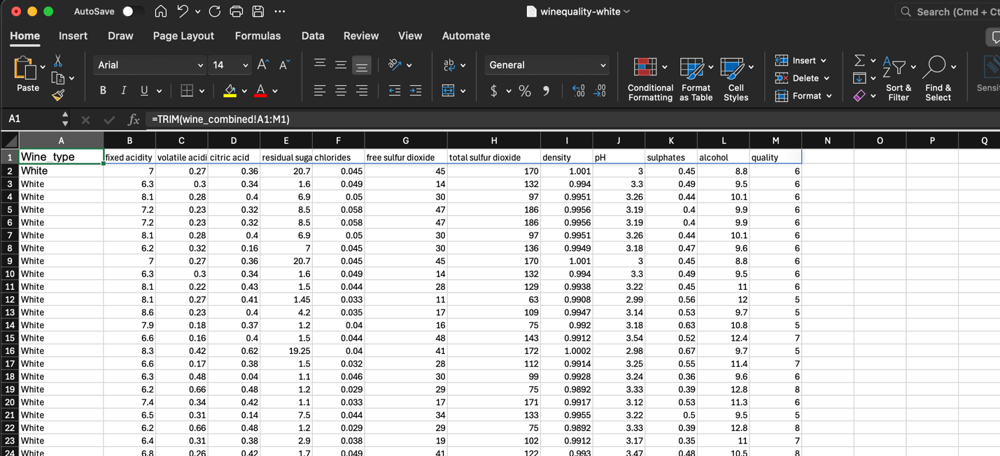 AutoSave
winequality-white
Search (Cmd + Ct
Home Insert Draw Page Layout Formulas Data Review View Automate
Arial 14 General Insert
Delete
Format
Paste
Conditional Formatting
Format as Table
Cell Styles
Sort & Filter
Find & Select
Sensi
A1 fx =TRIM(wine_combined!A1:M1)
A B C D E F G H I J K L M N O P Q
1 Wine_type fixed acidity volatile acidi citric acid residual suga chlorides free sulfur dioxide total sulfur dioxide density pH sulphates alcohol quality
2 White 7 0.27 0.36 20.7 0.045 45 170 1.001 3 0.45 8.8 6
3 White 6.3 0.3 0.34 1.6 0.049 14 132 0.994 3.3 0.49 9.5 6
4 White 8.1 0.28 0.4 6.9 0.05 30 97 0.9951 3.26 0.44 10.1 6
5 White 7.2 0.23 0.32 8.5 0.058 47 186 0.9956 3.19 0.4 9.9 6
6 White 7.2 0.23 0.32 8.5 0.058 47 186 0.9956 3.19 0.4 9.9 6
7 White 8.1 0.28 0.4 6.9 0.05 30 97 0.9951 3.26 0.44 10.1 6
8 White 6.2 0.32 0.16 7 0.045 30 136 0.9949 3.18 0.47 9.6 6
9 White 7 0.27 0.36 20.7 0.045 45 170 1.001 3 0.45 8.8 6
10 White 6.3 0.3 0.34 1.6 0.049 14 132 0.994 3.3 0.49 9.5 6
11 White 8.1 0.22 0.43 1.5 0.044 28 129 0.9938 3.22 0.45 11 6
12 White 8.1 0.27 0.41 1.45 0.033 11 63 0.9908 2.99 0.56 12 5
13 White 8.6 0.23 0.4 4.2 0.035 17 109 0.9947 3.14 0.53 9.7 5
14 White 7.9 0.18 0.37 1.2 0.04 16 75 0.992 3.18 0.63 10.8 5
15 White 6.6 0.16 0.4 1.5 0.044 48 143 0.9912 3.54 0.52 12.4 7
16 White 8.3 0.42 0.62 19.25 0.04 41 172 1.0002 2.98 0.67 9.7 5
17 White 6.6 0.17 0.38 1.5 0.032 28 112 0.9914 3.25 0.55 11.4 7
18 White 6.3 0.48 0.04 1.1 0.046 30 99 0.9928 3.24 0.36 9.6 6
19 White 6.2 0.66 0.48 1.2 0.029 29 75 0.9892 3.33 0.39 12.8 8
20 White 7.4 0.34 0.42 1.1 0.033 17 171 0.9917 3.12 0.53 11.3 6
21 White 6.5 0.31 0.14 7.5 0.044 34 133 0.9955 3.22 0.5 9.5 5
22 White 6.2 0.66 0.48 1.2 0.029 29 75 0.9892 3.33 0.39 12.8 8
23 White 6.4 0.31 0.38 2.9 0.038 19 102 0.9912 3.17 0.35 11 7
24 White 6.8 0.26 0.42 1.7 0.049 41 122 0.993 3.47 0.48 10.5 8